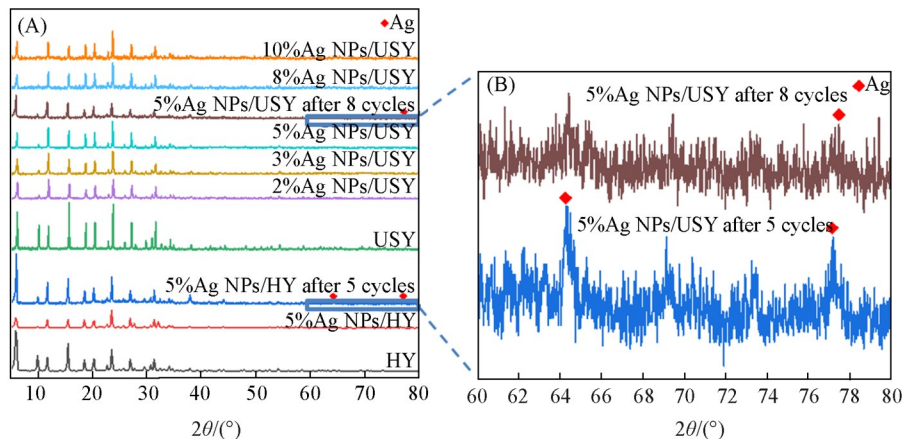 (A)
Ag
10%Ag NPs/USY
8%Ag NPs/USY
5%Ag NPs/USY after 8 cycles
5%Ag NPs/USY
3%Ag NPs/USY
2%Ag NPs/USY
USY
5%Ag NPs/HY after 5 cycles
5%Ag NPs/HY
HY
10 20 30 40 50 60 70 80
2θ/(°)
(B)
Ag
5%Ag NPs/USY after 8 cycles
5%Ag NPs/USY after 5 cycles
60 62 64 66 68 70 72 74 76 78 80
2θ/(°)